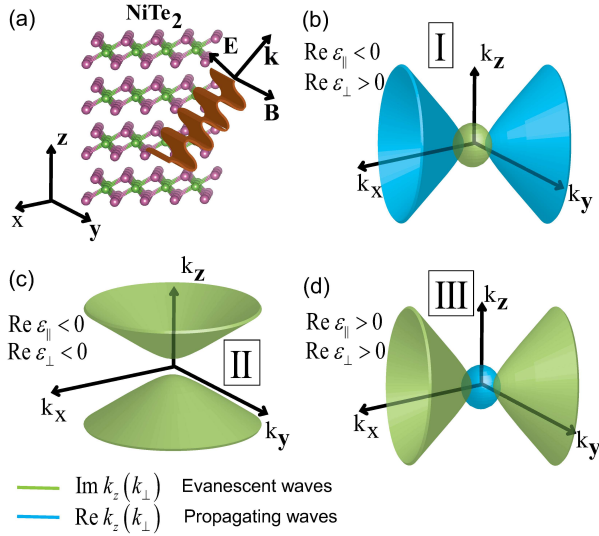 (a)
NiTe2
E
k
B
z
x
y
(b)
Re ε∥ < 0
Re ε⊥ > 0
I
kz
kx
ky
(c)
Re ε∥ < 0
Re ε⊥ < 0
II
kz
kx
ky
(d)
Re ε∥ > 0
Re ε⊥ > 0
III
kz
kx
ky
Im kz(k⊥) Evanescent waves
Re kz(k⊥) Propagating waves